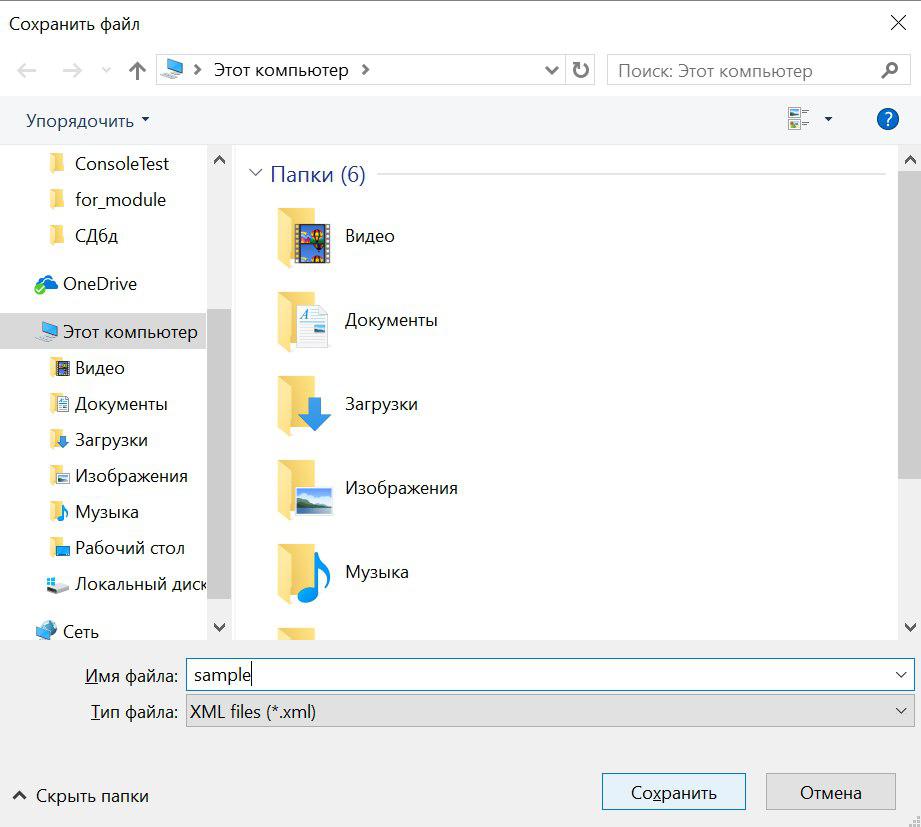 Сохранить файл
Этот компьютер
Поиск: Этот компьютер
Упорядочить
?
ConsoleTest
for_module
СДбд
OneDrive
Этот компьютер
Видео
Документы
Загрузки
Изображения
Музыка
Рабочий стол
Локальный диск
Сеть
Папки (6)
Видео
Документы
Загрузки
Изображения
Музыка
Имя файла: sample
Тип файла: XML files (*.xml)
Скрыть папки
Сохранить
Отмена